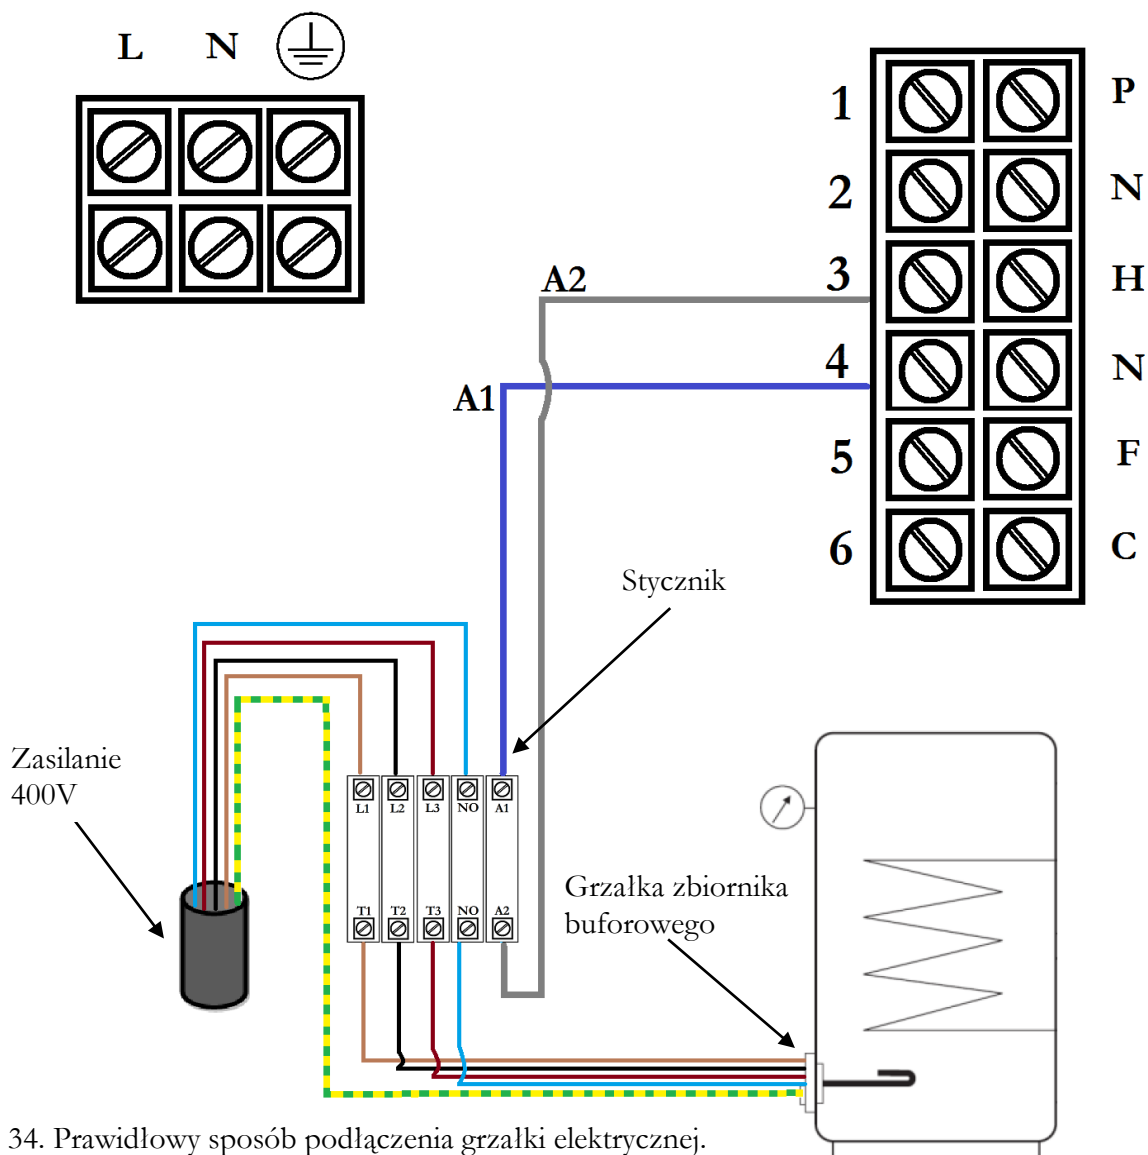 L N
1 P
2 N
3 H
4 N
5 F
6 C
A2
A1
Stycznik
Zasilanie
400V
L1 L2 L3 NO A1
T1 T2 T3 NO A2
Grzałka zbiornika
buforowego
34. Prawidłowy sposób podłączenia grzałki elektrycznej.